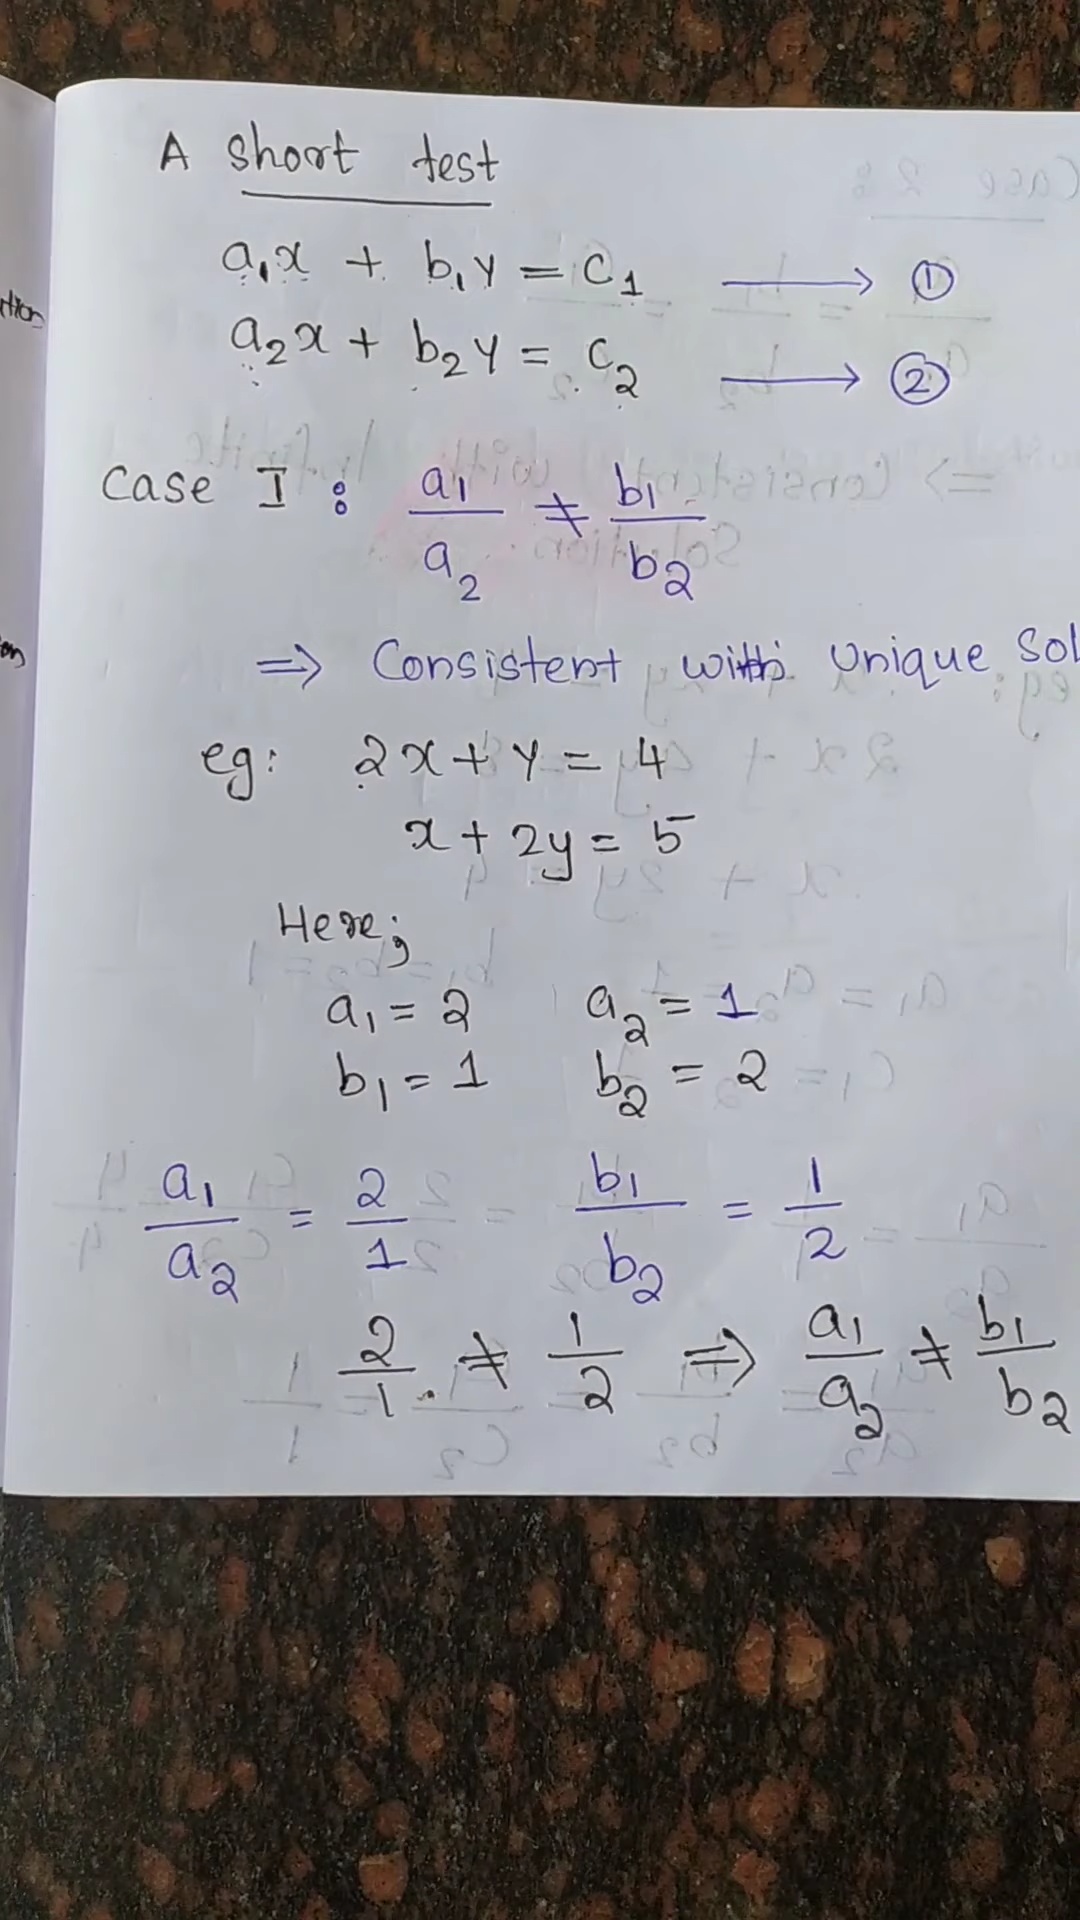 A short test
a₁x + b₁y = C₁ ⟶ ①
a₂x + b₂y = C₂ ⟶ ②
Case I : a₁/a₂ ≠ b₁/b₂
⇒ Consistent with Unique Sol
eg: 2x + y = 4
x + 2y = 5
Here;
a₁ = 2 a₂ = 1
b₁ = 1 b₂ = 2
a₁/a₂ = 2/1 b₁/b₂ = 1/2
2/1 ≠ 1/2 ⇒ a₁/a₂ ≠ b₁/b₂